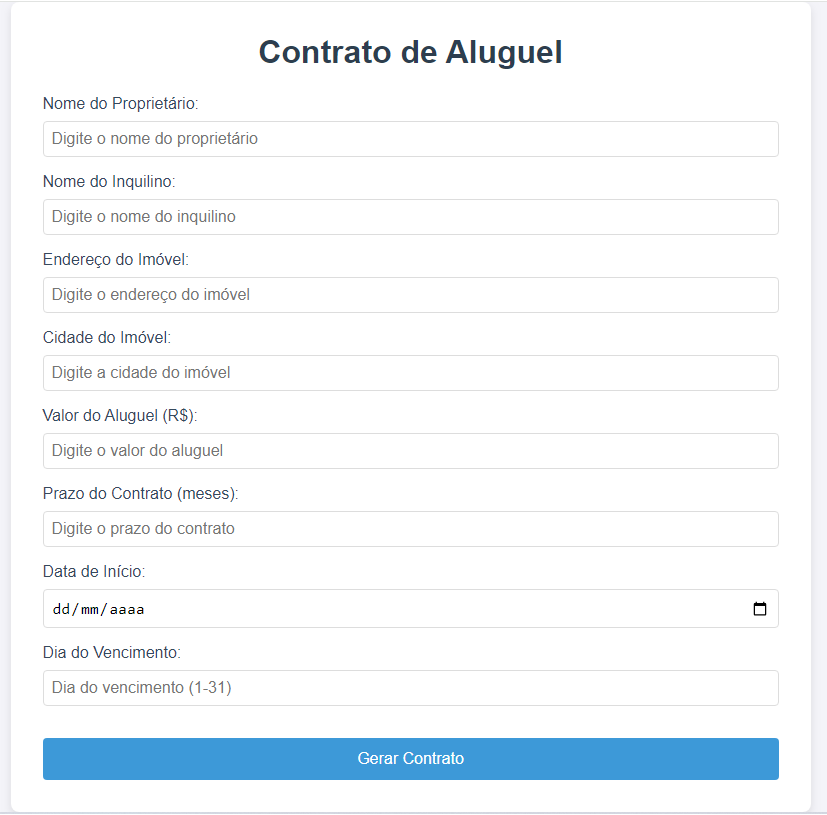 Contrato de Aluguel
Nome do Proprietário:
Digite o nome do proprietário
Nome do Inquilino:
Digite o nome do inquilino
Endereço do Imóvel:
Digite o endereço do imóvel
Cidade do Imóvel:
Digite a cidade do imóvel
Valor do Aluguel (R$):
Digite o valor do aluguel
Prazo do Contrato (meses):
Digite o prazo do contrato
Data de Início:
dd/mm/aaaa
Dia do Vencimento:
Dia do vencimento (1-31)
Gerar Contrato